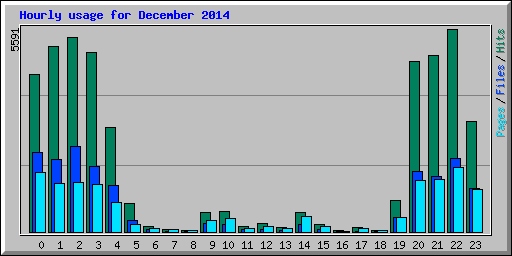 Hourly usage for December 2014
5591
Pages / Files / Hits
0 1 2 3 4 5 6 7 8 9 10 11 12 13 14 15 16 17 18 19 20 21 22 23